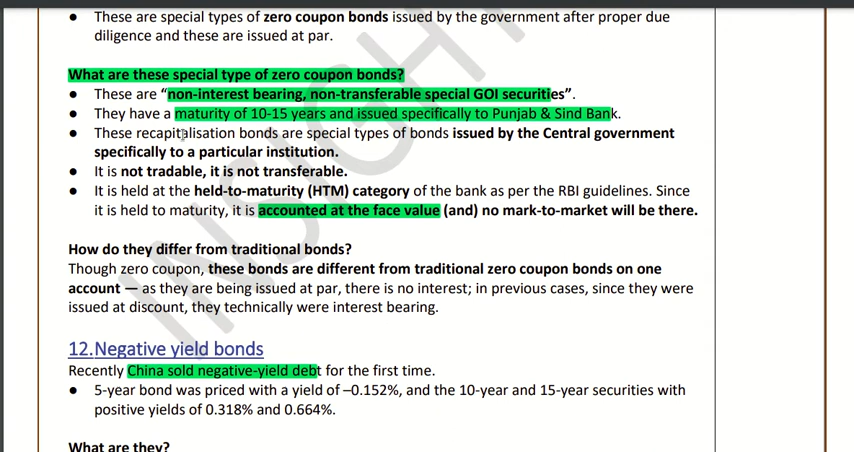 ● These are special types of zero coupon bonds issued by the government after proper due
diligence and these are issued at par.
What are these special type of zero coupon bonds?
● These are “non-interest bearing, non-transferable special GOI securities”.
● They have a maturity of 10-15 years and issued specifically to Punjab & Sind Bank.
● These recapitalisation bonds are special types of bonds issued by the Central government
specifically to a particular institution.
● It is not tradable, it is not transferable.
● It is held at the held-to-maturity (HTM) category of the bank as per the RBI guidelines. Since
it is held to maturity, it is accounted at the face value (and) no mark-to-market will be there.
How do they differ from traditional bonds?
Though zero coupon, these bonds are different from traditional zero coupon bonds on one
account — as they are being issued at par, there is no interest; in previous cases, since they were
issued at discount, they technically were interest bearing.
12.Negative yield bonds
Recently China sold negative-yield debt for the first time.
● 5-year bond was priced with a yield of –0.152%, and the 10-year and 15-year securities with
positive yields of 0.318% and 0.664%.
What are they?
INSIGHT